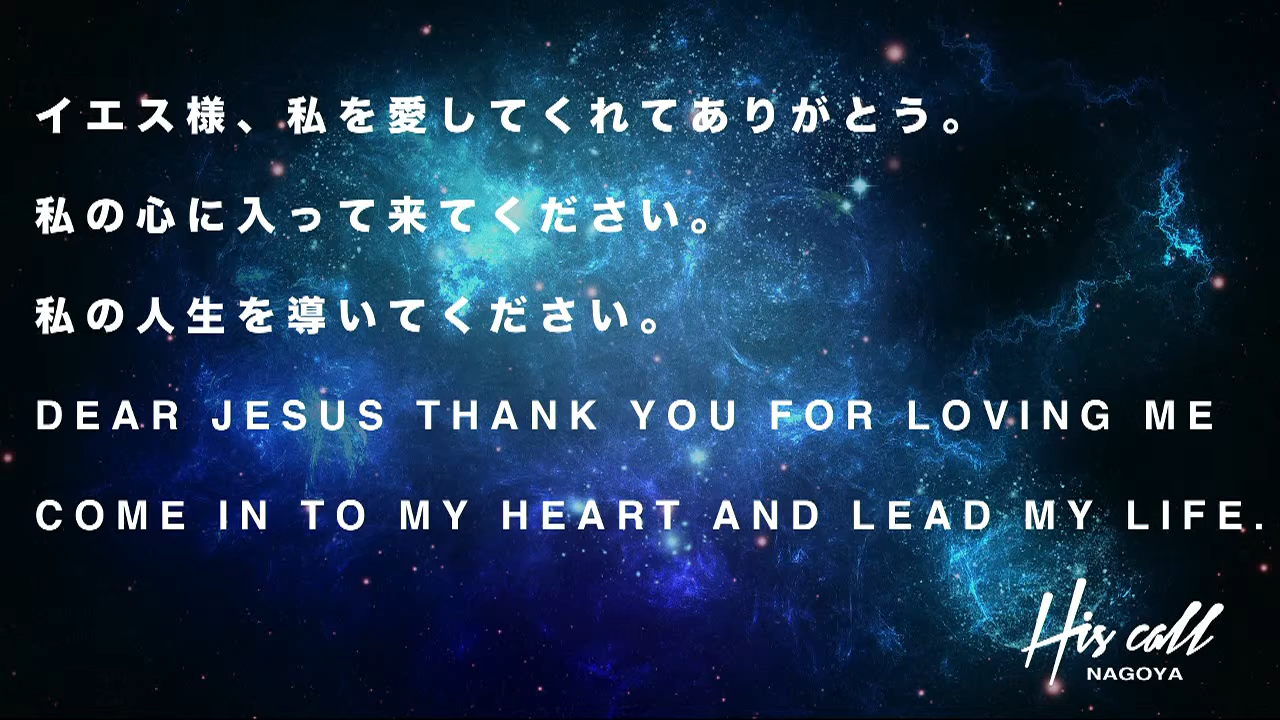 イエス様、私を愛してくれてありがとう。
私の心に入って来てください。
私の人生を導いてください。
DEAR JESUS THANK YOU FOR LOVING ME
COME IN TO MY HEART AND LEAD MY LIFE.
His call
NAGOYA